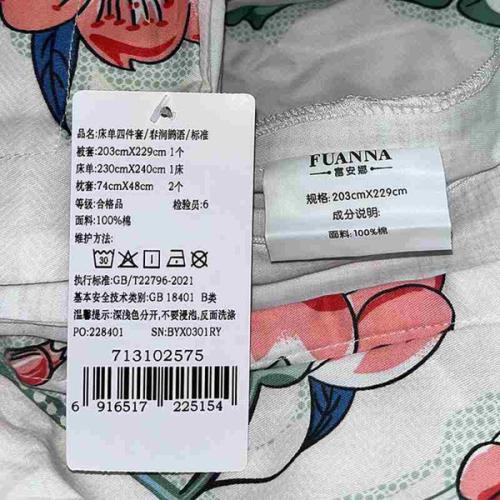 品名:床单四件套/春润鹊语/标准
被套:203cmX229cm 1个
床单:230cmX240cm 1床
枕套:74cmX48cm 2个
等级:合格品 检验员:6
面料:100%棉
维护方法:
30
执行标准:GB/T22796-2021
基本安全技术类别:GB 18401 B类
温馨提示:深浅色分开,不要浸泡,反面洗涤
PO:228401 SN:BYX0301RY
713102575
6 916517 225154
FUANNA
富安娜
规格:203cmX229cm
成分说明:
面料:100%棉